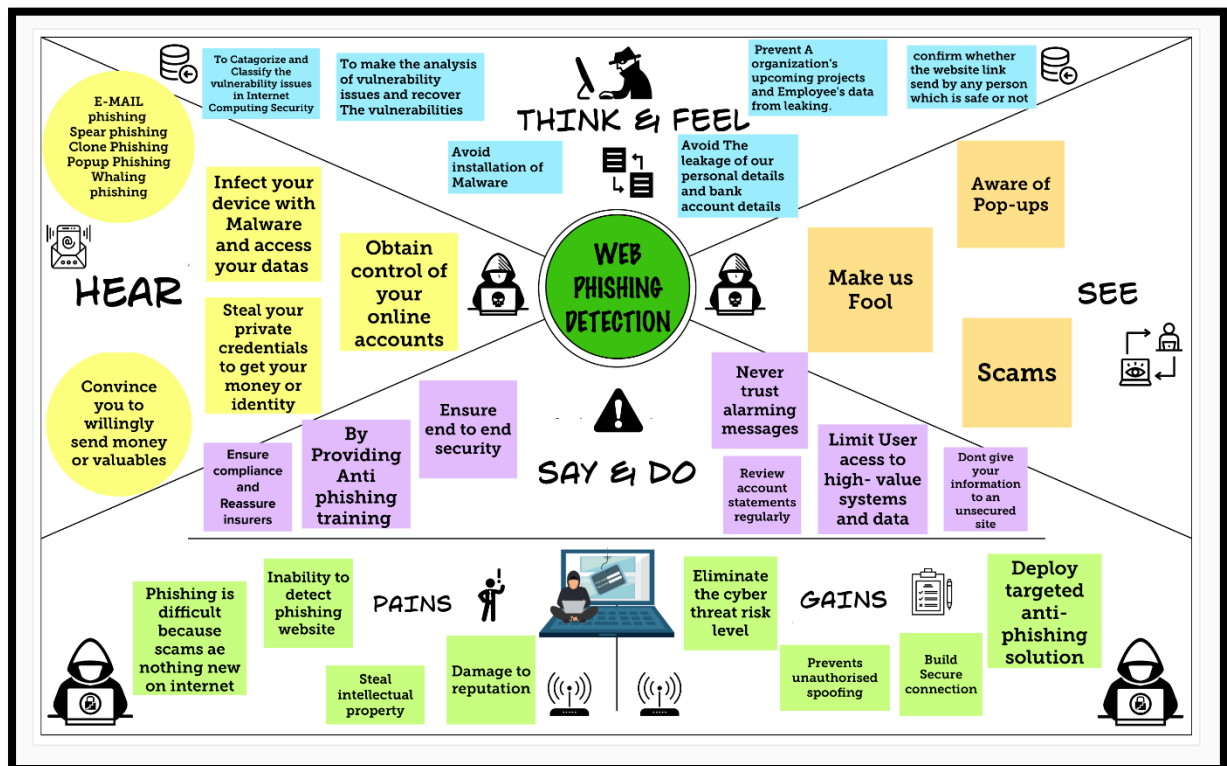 To Catagorize and
Classify the
vulnerability issues
in Internet
Computing Security
To make the analysis
of vulnerability
issues and recover
The vulnerabilities
THINK & FEEL
Prevent A
organization's
upcoming projects
and Employee's data
from leaking.
confirm whether
the website link
send by any person
which is safe or not
Avoid
installation of
Malware
Avoid The
leakage of our
personal details
and bank
account details
E-MAIL
phishing
Spear phishing
Clone Phishing
Popup Phishing
Whaling
phishing
Infect your
device with
Malware
and access
your datas
Obtain
control of
your
online
accounts
HEAR
Steal your
private
credentials
to get your
money or
identity
Convince
you to
willingly
send money
or valuables
WEB
PHISHING
DETECTION
Aware of
Pop-ups
Make us
Fool
SEE
Scams
Ensure
compliance
and
Reassure
insurers
By
Providing
Anti
phishing
training
Ensure
end to end
security
SAY & DO
Never
trust
alarming
messages
Review
account
statements
regularly
Limit User
acess to
high- value
systems
and data
Dont give
your
information
to an
unsecured
site
Phishing is
difficult
because
scams ae
nothing new
on internet
Inability to
detect
phishing
website
PAINS
Steal
intellectual
property
Damage to
reputation
Eliminate
the cyber
threat risk
level
GAINS
Prevents
unauthorised
spoofing
Build
Secure
connection
Deploy
targeted
anti-
phishing
solution